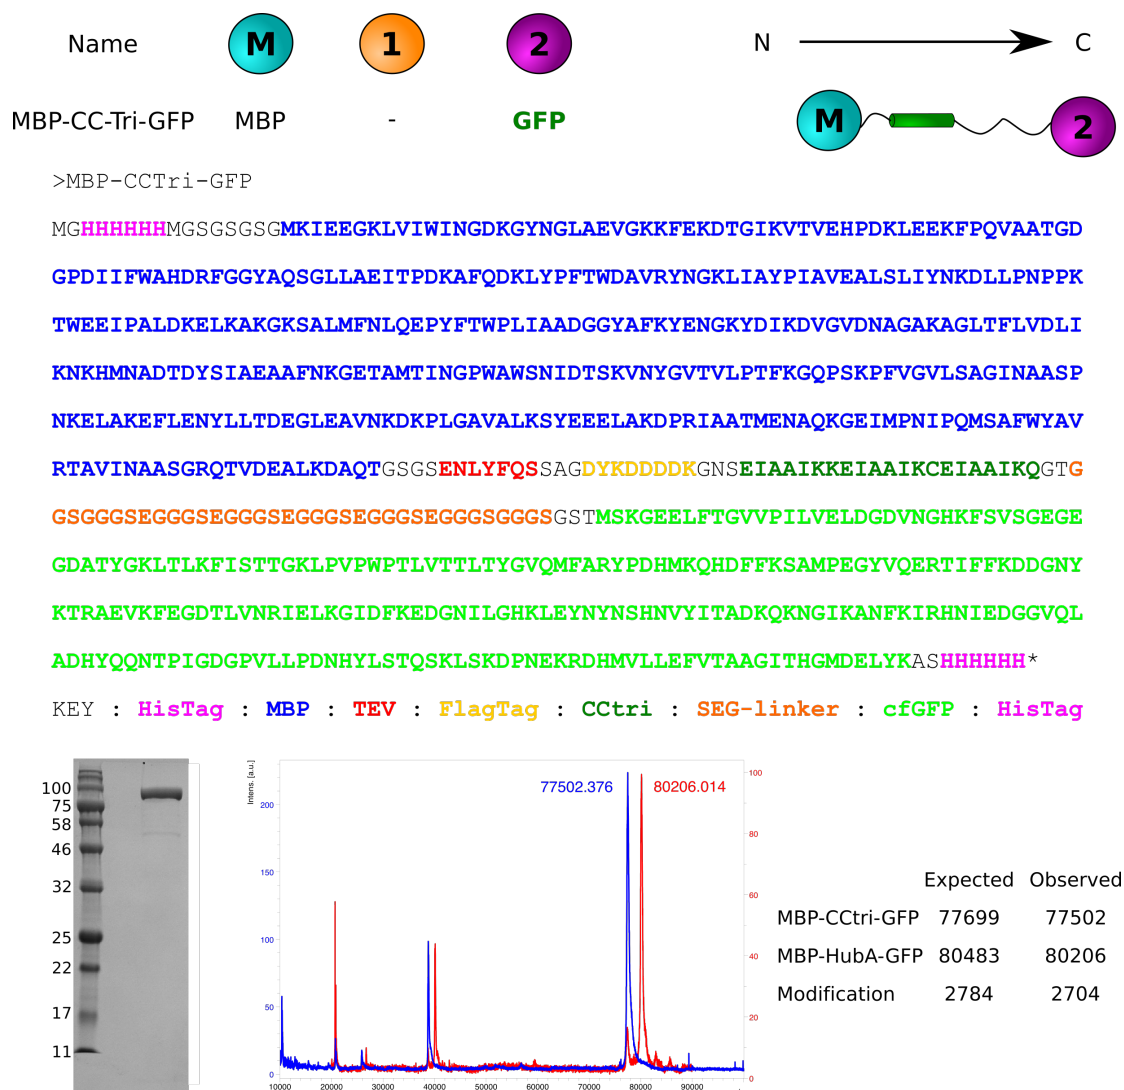 Name M 1 2 N C
MBP-CC-Tri-GFP MBP - GFP M 2
>MBP-CCTri-GFP
MGHHHHHHMGSGSGSGMKIEEGKLVIWINGDKGYNGLAEVGKKFEKDTGIKVTVEHPDKLEEKFPQVAATGD
GPDIIFWAHDRFGGYAQSGLLAEITPDKAFQDKLYPFTWDAVRYNGKLIAYPIAVEALSLIYNKDLLPNPPK
TWEEIPALDKELKAKGKSALMFNLQEPYFTWPLIAADGGYAFKYENGKYDIKDVGVDNAGAKAGLTFLVDLI
KNKHMNADTDYSIAEAAFNKGETAMTINGPWAWSNIDTSKVNYGVTVLPTFKGQPSKPFVGVLSAGINAASP
NKELAKEFLENYLLTDEGLEAVNKDKPLGAVALKSYEEELAKDPRIAATMENAQKGEIMPNIPQMSAFWYAV
RTAVINAASGRQTVDEALKDAQTGSGSENLYFQSSAGDYKDDDDKGNSEIAAIKKEIAAIKCEIAAIKQGTG
GSGGGSEGGGSEGGGSEGGGSEGGGSEGGGSGGGSGSTMSKGEELFTGVVPILVELDGDVNGHKFSVSGEGE
GDATYGKLTLKFISTTGKLPVPWPTLVTTLTYGVQMFARYPDHMKQHDFFKSAMPEGYVQERTIFFKDDGNY
KTRAEVKFEGDTLVNRIELKGIDFKEDGNILGHKLEYNYNSHNVYITADKQKNGIKANFKIRHNIEDGGVQL
ADHYQQNTPIGDGPVLLPDNHYLSTQSKLSKDPNEKRDHMVLLEFVTAAGITHGMDELYKASHHHHHH*
KEY : HisTag : MBP : TEV : FlagTag : CCtri : SEG-linker : cfGFP : HisTag
100
75
58
46
32
25
22
17
11
Intens. [a.u.]
200
150
100
50
0
77502.376 80206.014
100
80
60
40
20
0
10000 20000 30000 40000 50000 60000 70000 80000 90000
Expected Observed
MBP-CCtri-GFP 77699 77502
MBP-HubA-GFP 80483 80206
Modification 2784 2704